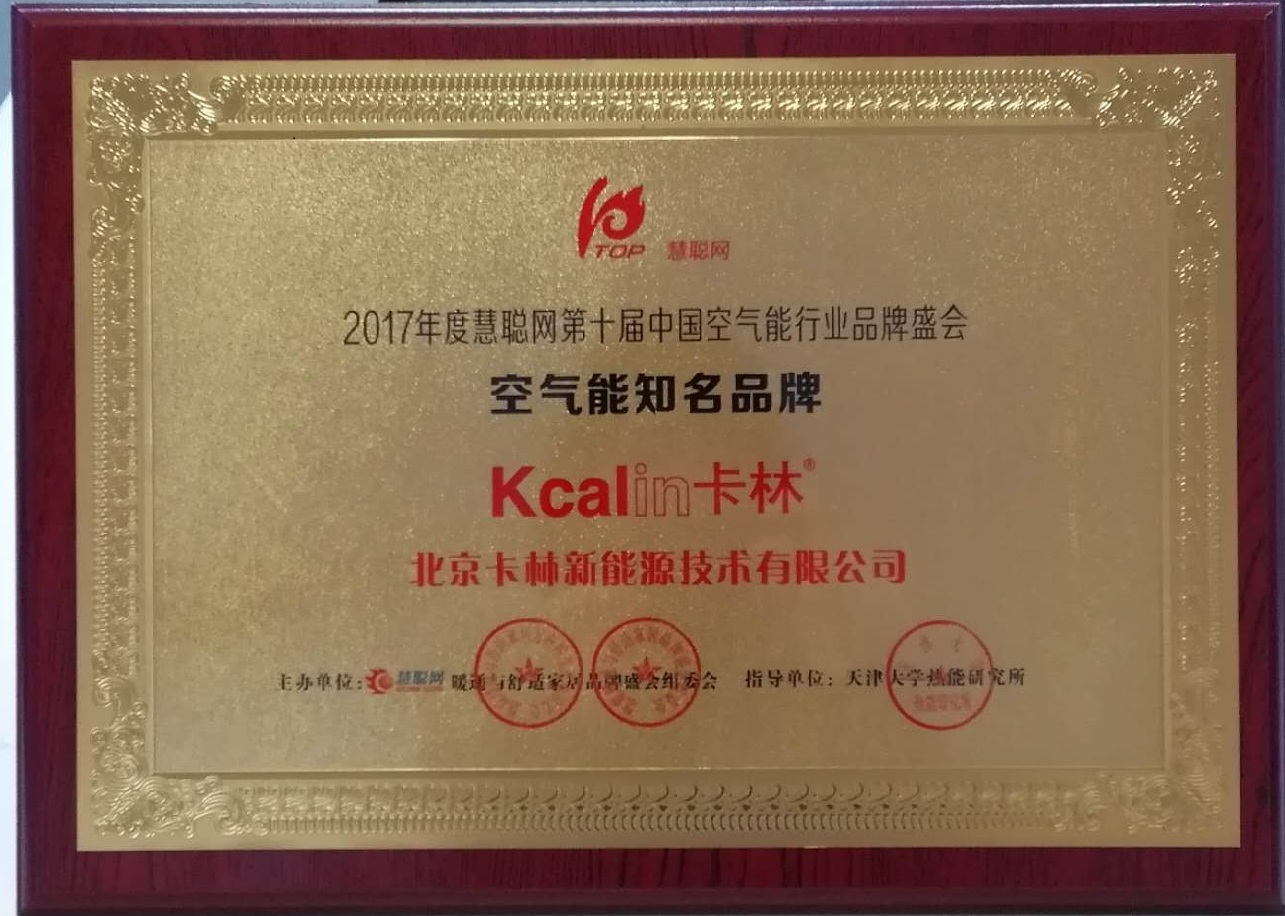 TOP 慧聪网
2017年度慧聪网第十届中国空气能行业品牌盛会
空气能知名品牌
Kcalin卡林®
北京卡林新能源技术有限公司
主办单位:慧聪网 暖通与舒适家居品牌盛会组委会 指导单位：天津大学热能研究所